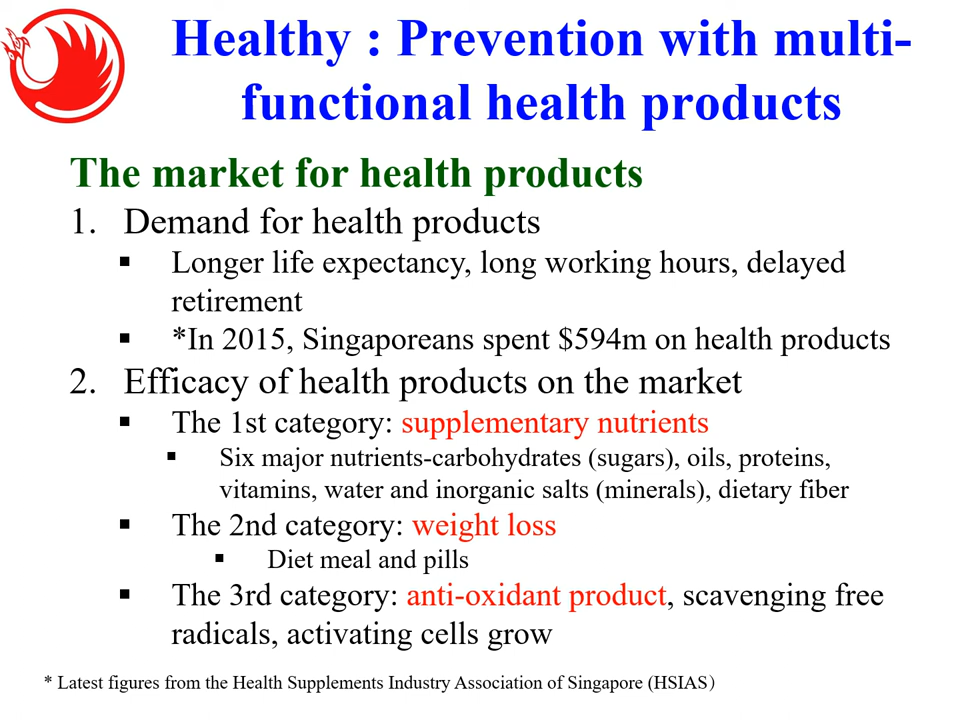 Healthy : Prevention with multi-
functional health products
The market for health products
1. Demand for health products
▪ Longer life expectancy, long working hours, delayed
retirement
▪ *In 2015, Singaporeans spent $594m on health products
2. Efficacy of health products on the market
▪ The 1st category: supplementary nutrients
▪ Six major nutrients-carbohydrates (sugars), oils, proteins,
vitamins, water and inorganic salts (minerals), dietary fiber
▪ The 2nd category: weight loss
▪ Diet meal and pills
▪ The 3rd category: anti-oxidant product, scavenging free
radicals, activating cells grow
* Latest figures from the Health Supplements Industry Association of Singapore (HSIAS）